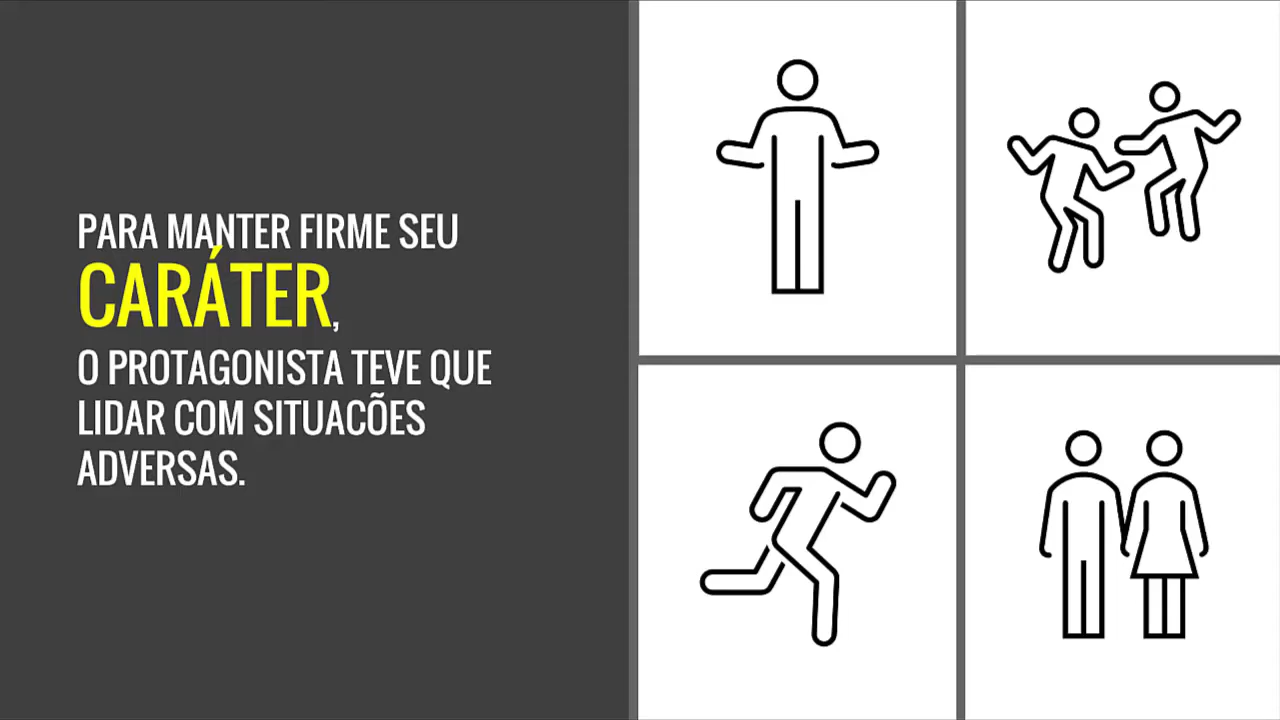 PARA MANTER FIRME SEU
CARÁTER,
O PROTAGONISTA TEVE QUE
LIDAR COM SITUACÕES
ADVERSAS.